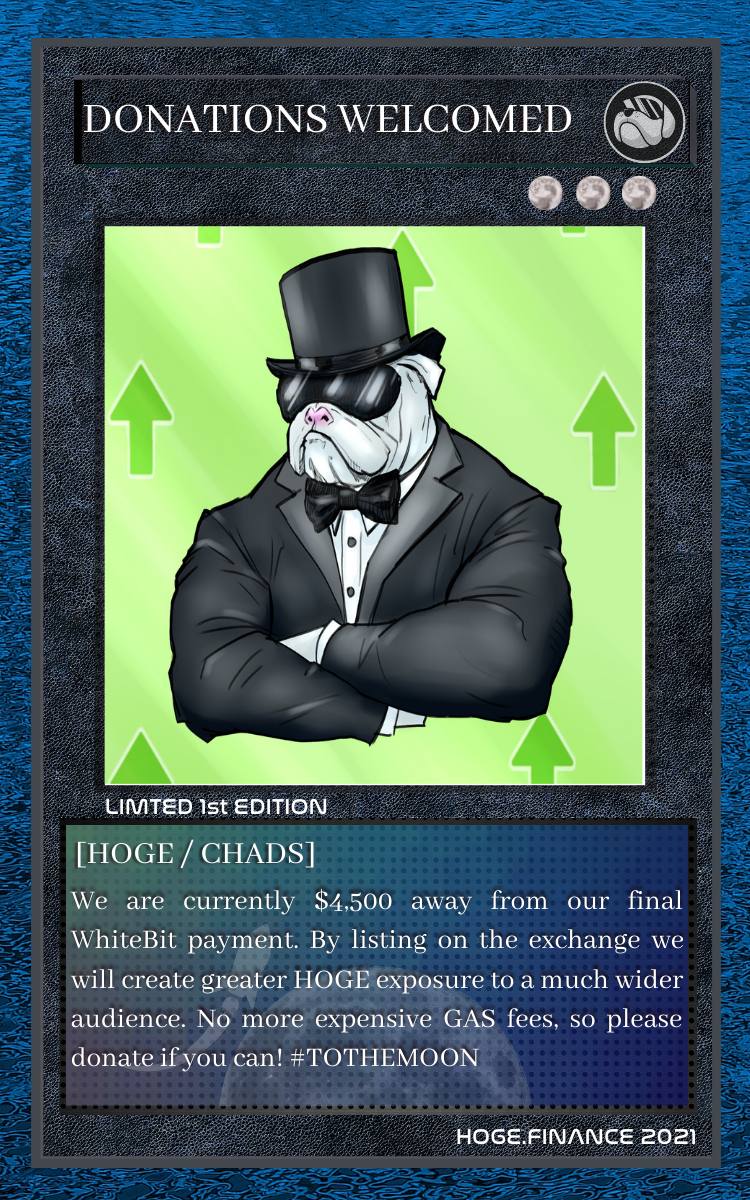 DONATIONS WELCOMED
LIMTED 1st EDITION
[HOGE / CHADS]
We are currently $4,500 away from our final
WhiteBit payment. By listing on the exchange we
will create greater HOGE exposure to a much wider
audience. No more expensive GAS fees, so please
donate if you can! #TOTHEMOON
HOGE.FINANCE 2021